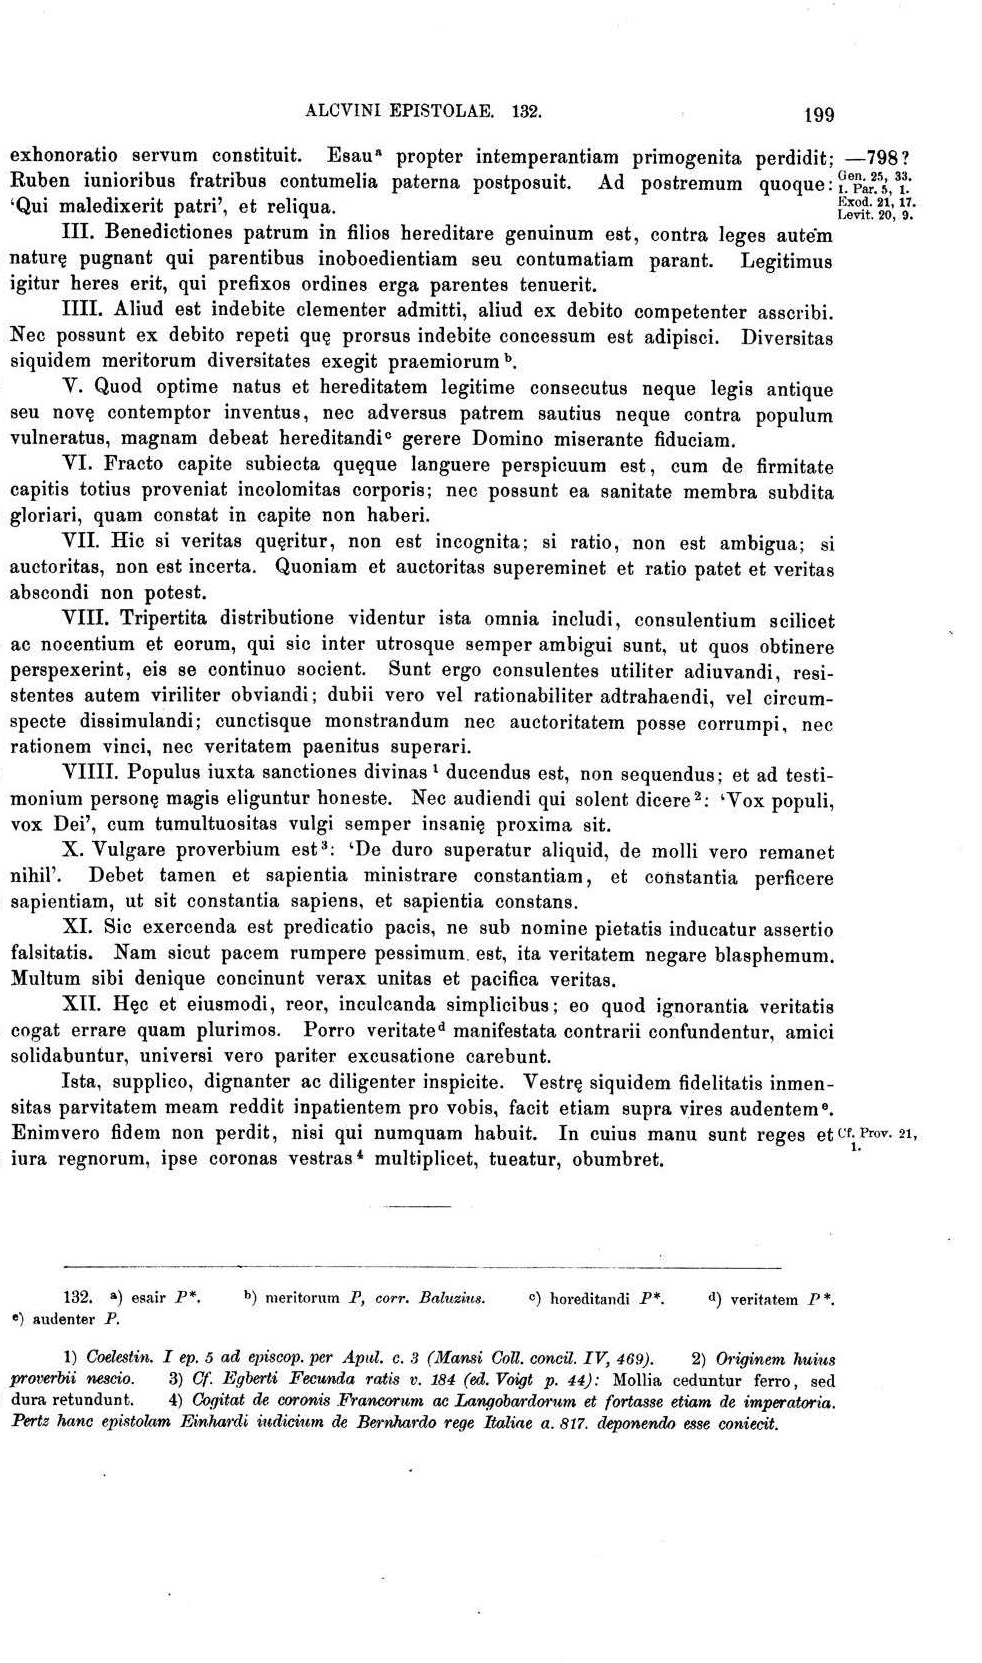 ALCVINI EPISTOLAE. 132. 199
exhonoratio servum constituit. Esauᵃ propter intemperantiam primogenita perdidit; —798?
Ruben iunioribus fratribus contumelia paterna postposuit. Ad postremum quoque: Gen. 25, 33. 1. Par. 5, 1.
‘Qui maledixerit patri’, et reliqua. Exod. 21, 17. Levit. 20, 9.
III. Benedictiones patrum in filios hereditare genuinum est, contra leges autem
naturę pugnant qui parentibus inoboedientiam seu contumatiam parant. Legitimus
igitur heres erit, qui prefixos ordines erga parentes tenuerit.
IIII. Aliud est indebite clementer admitti, aliud ex debito competenter asscribi.
Nec possunt ex debito repeti quę prorsus indebite concessum est adipisci. Diversitas
siquidem meritorum diversitates exegit praemiorumᵇ.
V. Quod optime natus et hereditatem legitime consecutus neque legis antique
seu novę contemptor inventus, nec adversus patrem sautius neque contra populum
vulneratus, magnam debeat hereditandiᶜ gerere Domino miserante fiduciam.
VI. Fracto capite subiecta quęque languere perspicuum est, cum de firmitate
capitis totius proveniat incolomitas corporis; nec possunt ea sanitate membra subdita
gloriari, quam constat in capite non haberi.
VII. Hic si veritas quęritur, non est incognita; si ratio, non est ambigua; si
auctoritas, non est incerta. Quoniam et auctoritas supereminet et ratio patet et veritas
abscondi non potest.
VIII. Tripertita distributione videntur ista omnia includi, consulentium scilicet
ac nocentium et eorum, qui sic inter utrosque semper ambigui sunt, ut quos obtinere
perspexerint, eis se continuo socient. Sunt ergo consulentes utiliter adiuvandi, resi-
stentes autem viriliter obviandi; dubii vero vel rationabiliter adtrahaendi, vel circum-
specte dissimulandi; cunctisque monstrandum nec auctoritatem posse corrumpi, nec
rationem vinci, nec veritatem paenitus superari.
VIIII. Populus iuxta sanctiones divinas¹ ducendus est, non sequendus; et ad testi-
monium personę magis eliguntur honeste. Nec audiendi qui solent dicere²: ‘Vox populi,
vox Dei’, cum tumultuositas vulgi semper insanię proxima sit.
X. Vulgare proverbium est³: ‘De duro superatur aliquid, de molli vero remanet
nihil’. Debet tamen et sapientia ministrare constantiam, et constantia perficere
sapientiam, ut sit constantia sapiens, et sapientia constans.
XI. Sic exercenda est predicatio pacis, ne sub nomine pietatis inducatur assertio
falsitatis. Nam sicut pacem rumpere pessimum est, ita veritatem negare blasphemum.
Multum sibi denique concinunt verax unitas et pacifica veritas.
XII. Hęc et eiusmodi, reor, inculcanda simplicibus; eo quod ignorantia veritatis
cogat errare quam plurimos. Porro veritateᵈ manifestata contrarii confundentur, amici
solidabuntur, universi vero pariter excusatione carebunt.
Ista, supplico, dignanter ac diligenter inspicite. Vestrę siquidem fidelitatis inmen-
sitas parvitatem meam reddit inpatientem pro vobis, facit etiam supra vires audentemᵉ.
Enimvero fidem non perdit, nisi qui numquam habuit. In cuius manu sunt reges et Cf. Prov. 21, 1.
iura regnorum, ipse coronas vestras⁴ multiplicet, tueatur, obumbret.
132. ᵃ) esair P*. ᵇ) meritorum P, corr. Baluzius. ᶜ) horeditandi P*. ᵈ) veritatem P*.
ᵉ) audenter P.
1) Coelestin. I ep. 5 ad episcop. per Apul. c. 3 (Mansi Coll. concil. IV, 469). 2) Originem huius
proverbii nescio. 3) Cf. Egberti Fecunda ratis v. 184 (ed. Voigt p. 44): Mollia ceduntur ferro, sed
dura retundunt. 4) Cogitat de coronis Francorum ac Langobardorum et fortasse etiam de imperatoria.
Pertz hanc epistolam Einhardi iudicium de Bernhardo rege Italiae a. 817. deponendo esse coniecit.